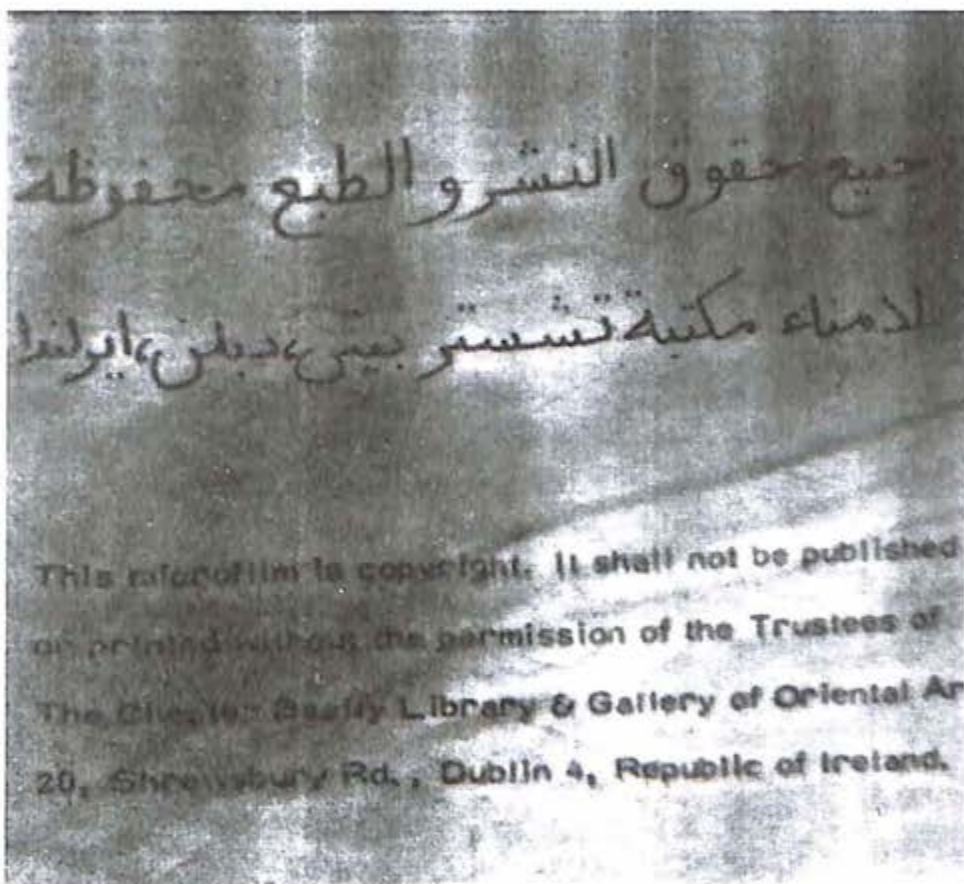 جميع حقوق النشر و الطبع محفوظة
للامناء مكتبة تشستر بيتي، دبلن، ايرلندا
This microfilm is copyright. It shall not be published
or printed without the permission of the Trustees of
The Chester Beatty Library & Gallery of Oriental Ar
20, Shrewsbury Rd., Dublin 4, Republic of Ireland.